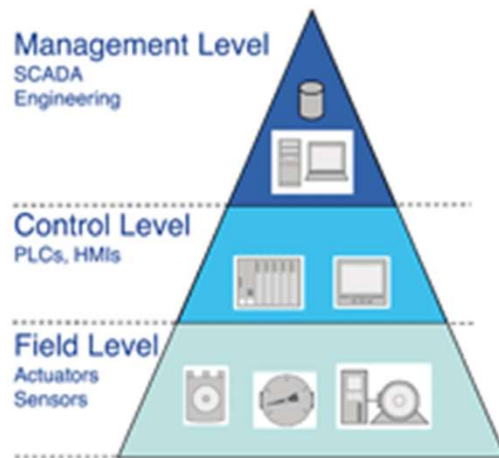 Management Level
SCADA
Engineering
Control Level
PLCs, HMIs
Field Level
Actuators
Sensors